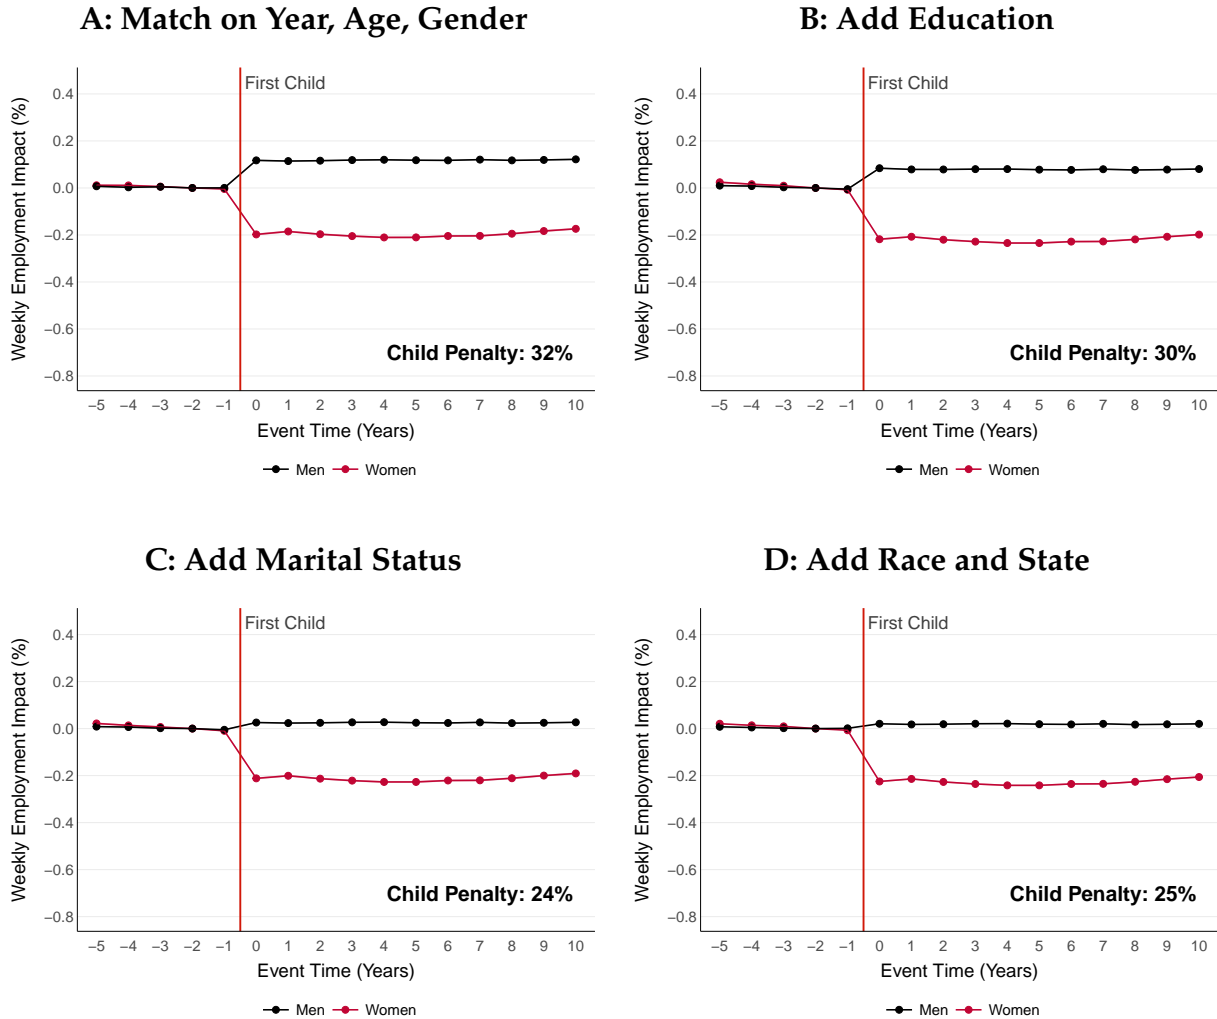 A: Match on Year, Age, Gender
Weekly Employment Impact (%)
0.4
0.2
0.0
−0.2
−0.4
−0.6
−0.8
First Child
Child Penalty: 32%
−5 −4 −3 −2 −1 0 1 2 3 4 5 6 7 8 9 10
Event Time (Years)
Men Women
B: Add Education
Weekly Employment Impact (%)
0.4
0.2
0.0
−0.2
−0.4
−0.6
−0.8
First Child
Child Penalty: 30%
−5 −4 −3 −2 −1 0 1 2 3 4 5 6 7 8 9 10
Event Time (Years)
Men Women
C: Add Marital Status
Weekly Employment Impact (%)
0.4
0.2
0.0
−0.2
−0.4
−0.6
−0.8
First Child
Child Penalty: 24%
−5 −4 −3 −2 −1 0 1 2 3 4 5 6 7 8 9 10
Event Time (Years)
Men Women
D: Add Race and State
Weekly Employment Impact (%)
0.4
0.2
0.0
−0.2
−0.4
−0.6
−0.8
First Child
Child Penalty: 25%
−5 −4 −3 −2 −1 0 1 2 3 4 5 6 7 8 9 10
Event Time (Years)
Men Women